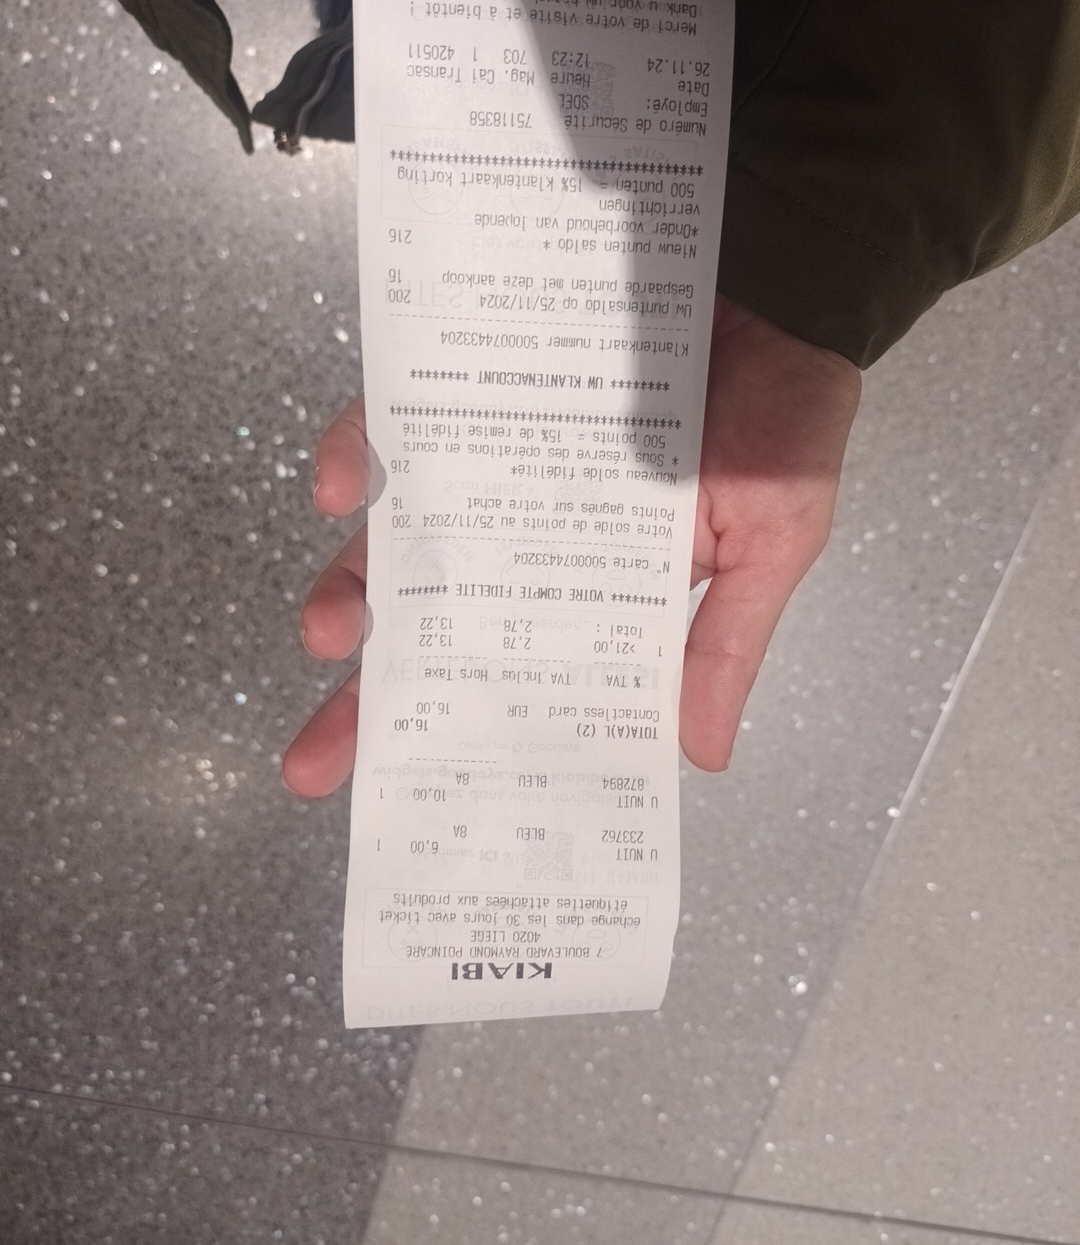 KIABI
7 BOULEVARD RAYMOND POINCARÉ
4020 LIEGE
échange dans les 30 jours avec ticket
étiquettes attachées aux produits
U NUIT 6,00 1
233762 BLEU 8A
U NUIT 10,00 1
872894 BLEU 8A
TOTA(A)L (2) 16,00
Contactless card EUR 16,00
% TVA TVA inclus Hors Taxe
1 >21,00 2,78 13,22
Total : 2,78 13,22
******* VOTRE COMPTE FIDELITE *******
N° carte 5000074433204
Votre solde de points au 25/11/2024 200
Points gagnés sur votre achat 16
Nouveau solde fidélité* 216
* Sous réserve des opérations en cours
500 points = 15% de remise fidélité
****************************************
******** UW KLANTENACCOUNT ********
Klantenkaart nummer 5000074433204
Uw puntensaldo op 25/11/2024 200
Gespaarde punten met deze aankoop 16
Nieuw punten saldo * 216
*Onder voorbehoud van lopende
verrichtingen
500 punten = 15% Klantenkaart korting
****************************************
Numéro de Sécurité 75118358
Employé: SDEL
Date Heure Mag. Cai Transac
26.11.24 12:23 703 1 420511
Merci de votre visite et à bientôt !
Dank u voor uw